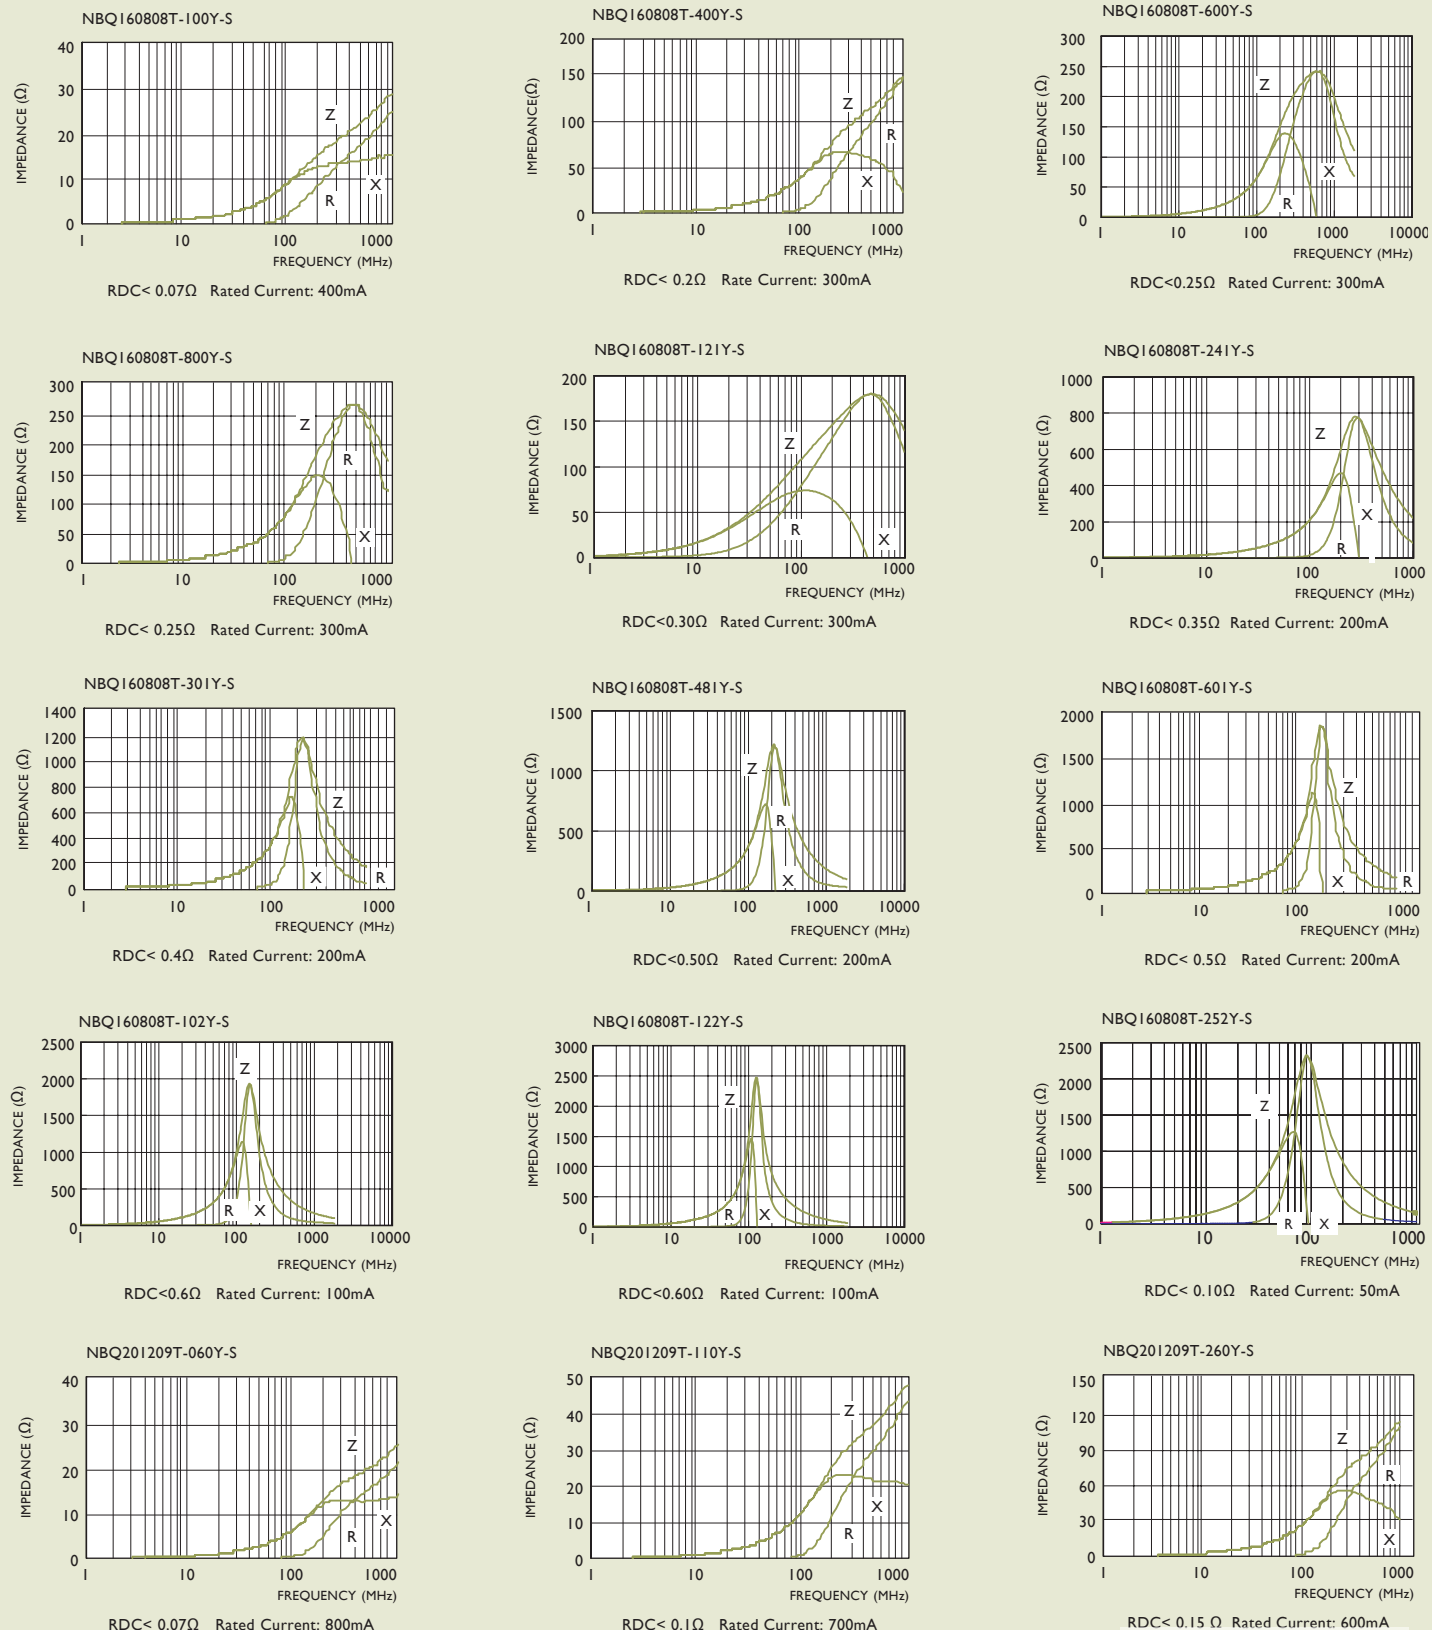 NBQ160808T-100Y-S
IMPEDANCE (Ω)
40
30
20
10
0
Z
R
X
1 10 100 1000
FREQUENCY (MHz)
RDC< 0.07Ω Rated Current: 400mA
NBQ160808T-400Y-S
IMPEDANCE(Ω)
200
150
100
50
0
Z
R
X
1 10 100 1000
FREQUENCY (MHz)
RDC< 0.2Ω Rate Current: 300mA
NBQ160808T-600Y-S
IMPEDANCE (Ω)
300
250
200
150
100
50
0
Z
X
R
1 10 100 1000 10000
FREQUENCY (MHz)
RDC<0.25Ω Rated Current: 300mA
NBQ160808T-800Y-S
IMPEDANCE (Ω)
300
250
200
150
100
50
0
Z
R
X
1 10 100 1000
FREQUENCY (MHz)
RDC< 0.25Ω Rated Current: 300mA
NBQ160808T-121Y-S
IMPEDANCE (Ω)
200
150
100
50
0
Z
R
X
1 10 100 1000
FREQUENCY (MHz)
RDC<0.30Ω Rated Current: 300mA
NBQ160808T-241Y-S
IMPEDANCE (Ω)
1000
800
600
400
200
0
Z
X
R
1 10 100 1000
FREQUENCY (MHz)
RDC< 0.35Ω Rated Current: 200mA
NBQ160808T-301Y-S
IMPEDANCE (Ω)
1400
1200
1000
800
600
400
200
0
Z
X
R
1 10 100 1000
FREQUENCY (MHz)
RDC< 0.4Ω Rated Current: 200mA
NBQ160808T-481Y-S
IMPEDANCE (Ω)
1500
1000
500
0
Z
R
X
1 10 100 1000 10000
FREQUENCY (MHz)
RDC<0.50Ω Rated Current: 200mA
NBQ160808T-601Y-S
IMPEDANCE (Ω)
2000
1500
1000
500
0
Z
X
R
1 10 100 1000
FREQUENCY (MHz)
RDC< 0.5Ω Rated Current: 200mA
NBQ160808T-102Y-S
IMPEDANCE (Ω)
2500
2000
1500
1000
500
0
Z
R
X
1 10 100 1000 10000
FREQUENCY (MHz)
RDC<0.6Ω Rated Current: 100mA
NBQ160808T-122Y-S
IMPEDANCE (Ω)
3000
2500
2000
1500
1000
500
0
Z
R
X
1 10 100 1000 10000
FREQUENCY (MHz)
RDC<0.60Ω Rated Current: 100mA
NBQ160808T-252Y-S
IMPEDANCE (Ω)
2500
2000
1500
1000
500
0
Z
R
X
1 10 100 1000
FREQUENCY (MHz)
RDC< 0.10Ω Rated Current: 50mA
NBQ201209T-060Y-S
IMPEDANCE (Ω)
40
30
20
10
0
Z
X
R
1 10 100 1000
FREQUENCY (MHz)
RDC< 0.07Ω Rated Current: 800mA
NBQ201209T-110Y-S
IMPEDANCE (Ω)
50
40
30
20
10
0
Z
X
R
1 10 100 1000
FREQUENCY (MHz)
RDC< 0.1Ω Rated Current: 700mA
NBQ201209T-260Y-S
IMPEDANCE (Ω)
150
120
90
60
30
0
Z
R
X
1 10 100 1000
FREQUENCY (MHz)
RDC< 0.15 Ω Rated Current: 600mA